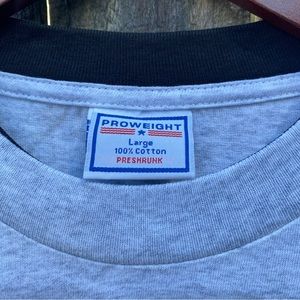 PROWEIGHT
Large
100% Cotton
PRESHRUNK